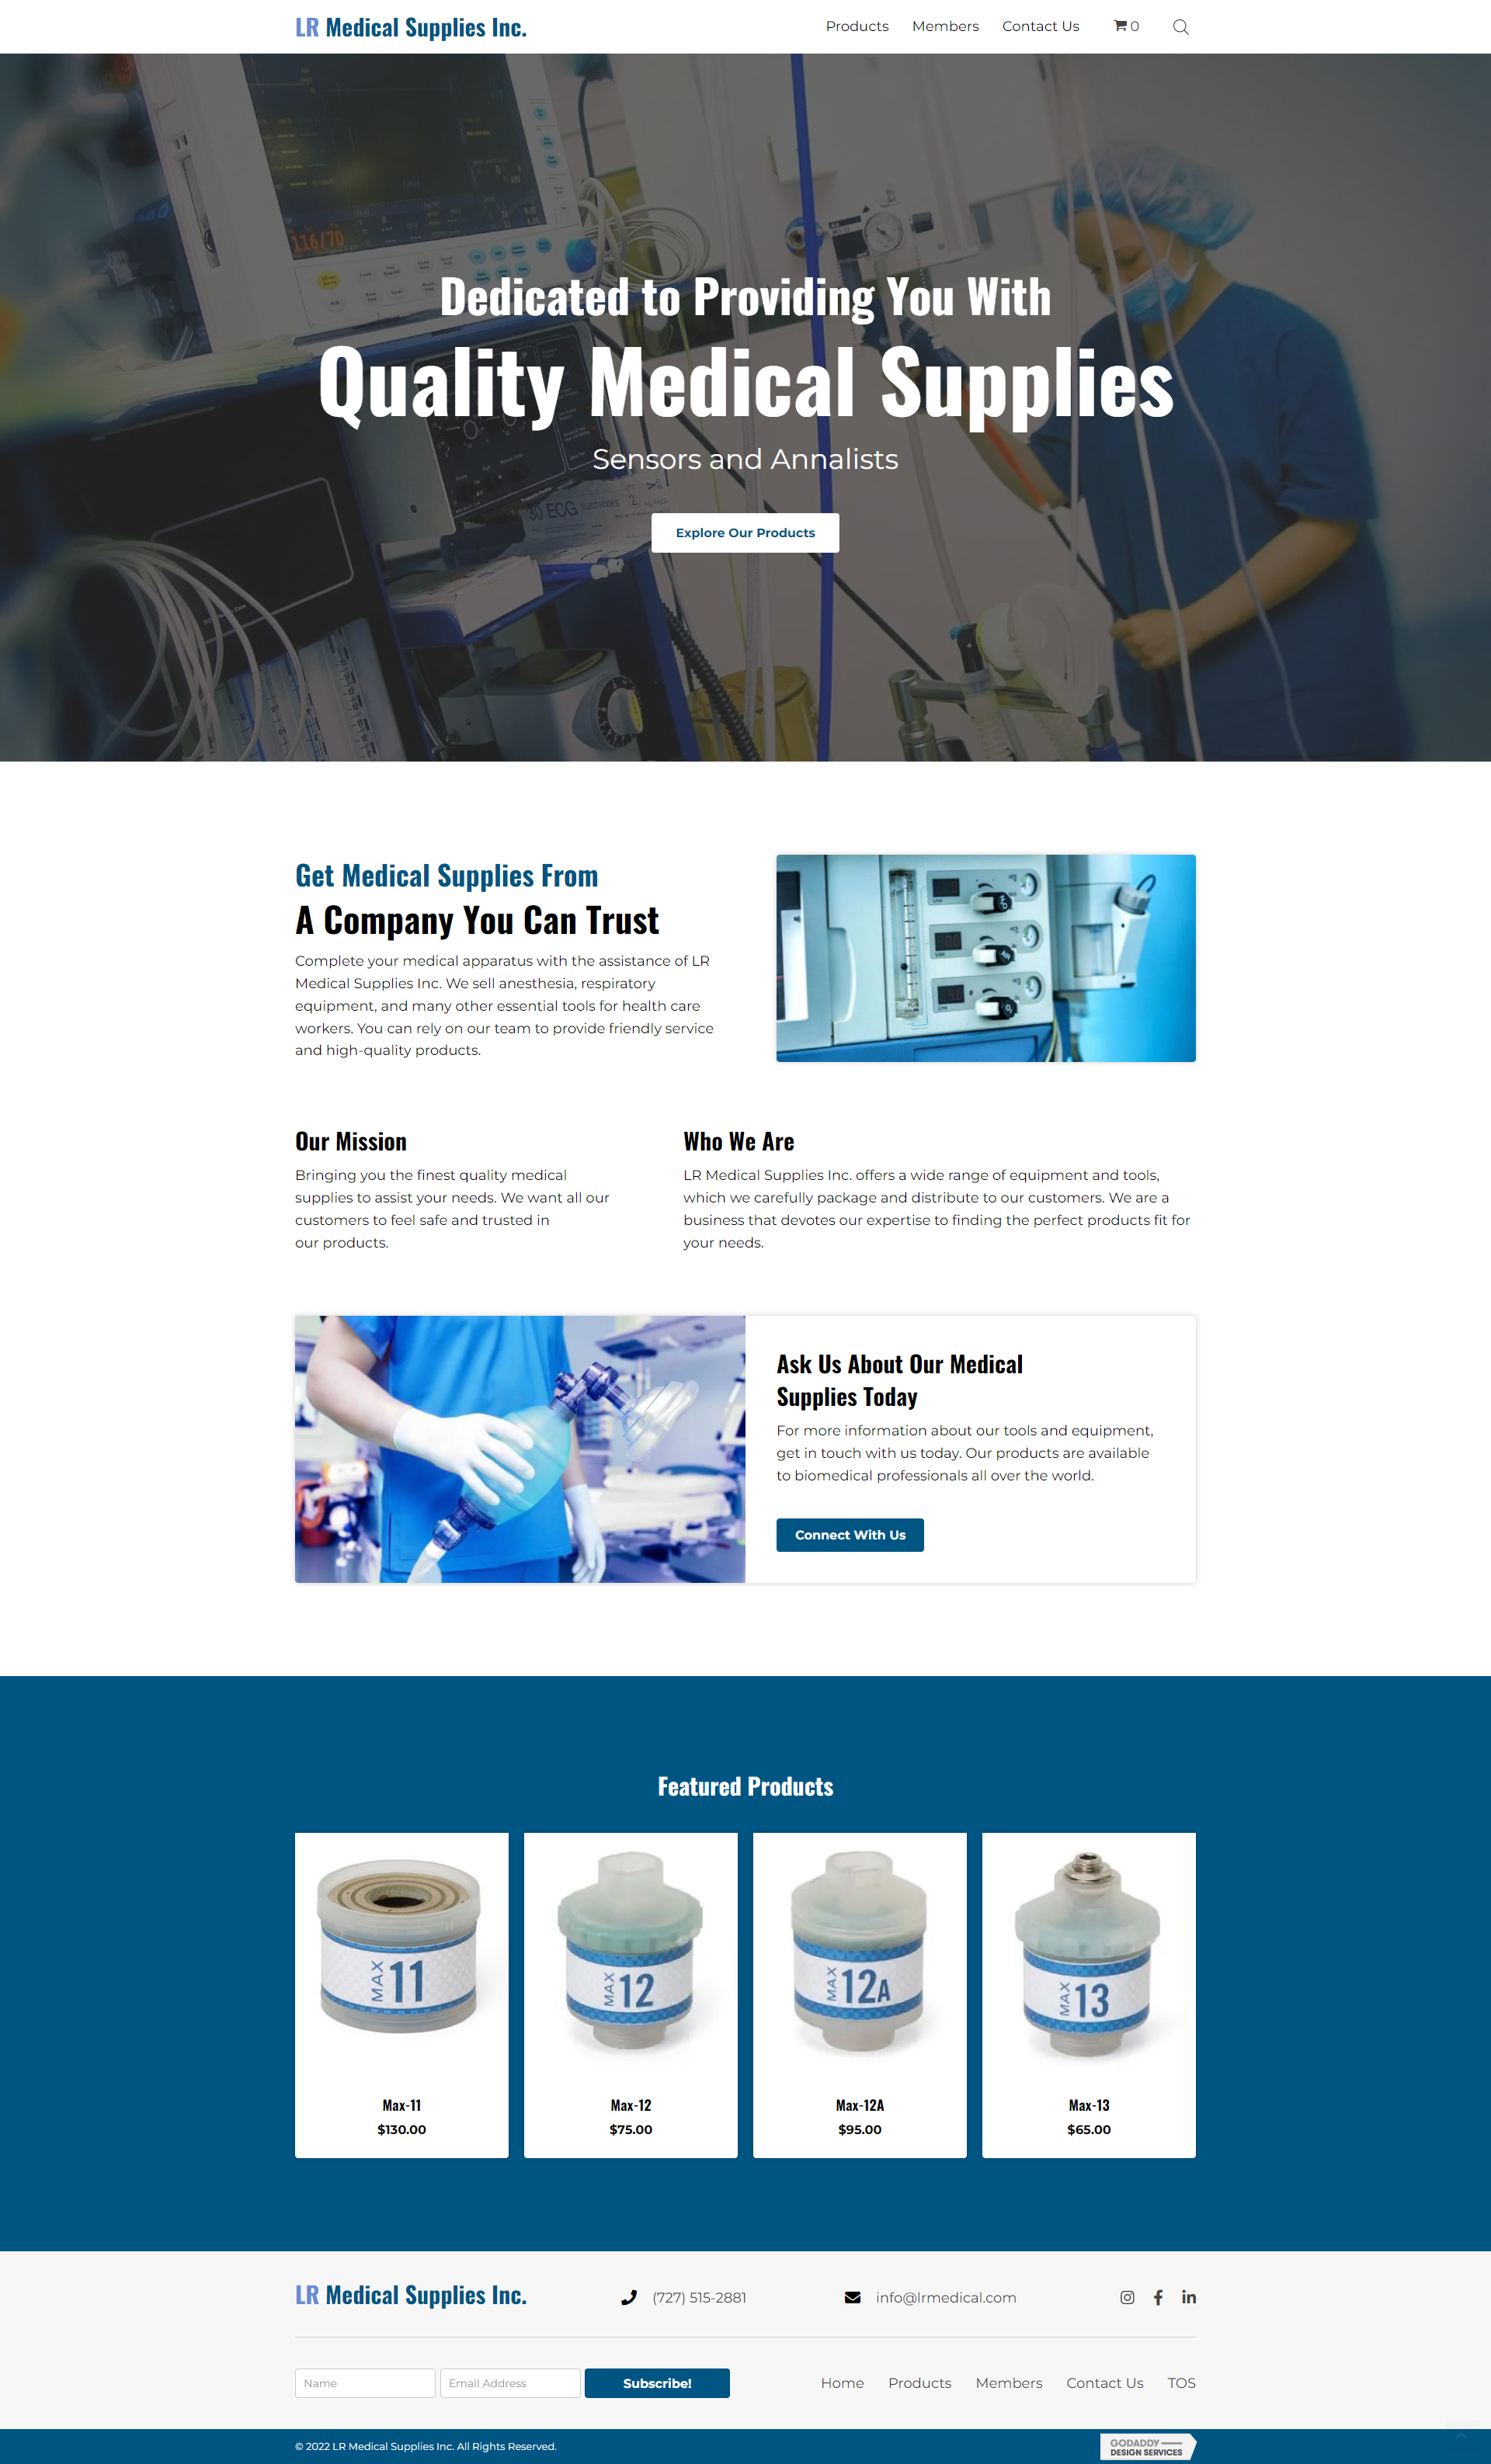 LR Medical Supplies Inc.
Products Members Contact Us 0
116/70
Dedicated to Providing You With
Quality Medical Supplies
Sensors and Annalists
30 ECG ELECTRODES
Explore Our Products
Get Medical Supplies From
A Company You Can Trust
Complete your medical apparatus with the assistance of LR
Medical Supplies Inc. We sell anesthesia, respiratory
equipment, and many other essential tools for health care
workers. You can rely on our team to provide friendly service
and high-quality products.
Our Mission
Bringing you the finest quality medical
supplies to assist your needs. We want all our
customers to feel safe and trusted in
our products.
Who We Are
LR Medical Supplies Inc. offers a wide range of equipment and tools,
which we carefully package and distribute to our customers. We are a
business that devotes our expertise to finding the perfect products fit for
your needs.
Ask Us About Our Medical
Supplies Today
For more information about our tools and equipment,
get in touch with us today. Our products are available
to biomedical professionals all over the world.
Connect With Us
Featured Products
MAX 11
MAX 12
MAX 12A
MAX 13
Max-11
$130.00
Max-12
$75.00
Max-12A
$95.00
Max-13
$65.00
LR Medical Supplies Inc.
(727) 515-2881
info@lrmedical.com
Name
Email Address
Subscribe!
Home Products Members Contact Us TOS
© 2022 LR Medical Supplies Inc. All Rights Reserved.
GODADDY
DESIGN SERVICES